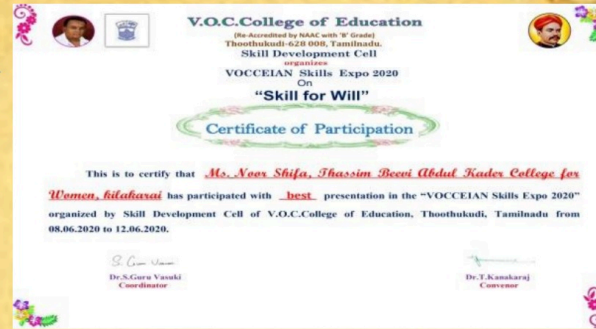 V.O.C.College of Education
(Re-Accredited by NAAC with 'B' Grade)
Thoothukudi-628 008, Tamilnadu.
Skill Development Cell
organizes
VOCCEIAN Skills Expo 2020
On
"Skill for Will"
Certificate of Participation
This is to certify that Ms. Noor Shifa, Thassim Beevi Abdul Kader College for
Women, kilakarai has participated with best presentation in the "VOCCEIAN Skills Expo 2020"
organized by Skill Development Cell of V.O.C.College of Education, Thoothukudi, Tamilnadu from
08.06.2020 to 12.06.2020.
Dr.S.Guru Vasuki
Coordinator
Dr.T.Kanakaraj
Convenor